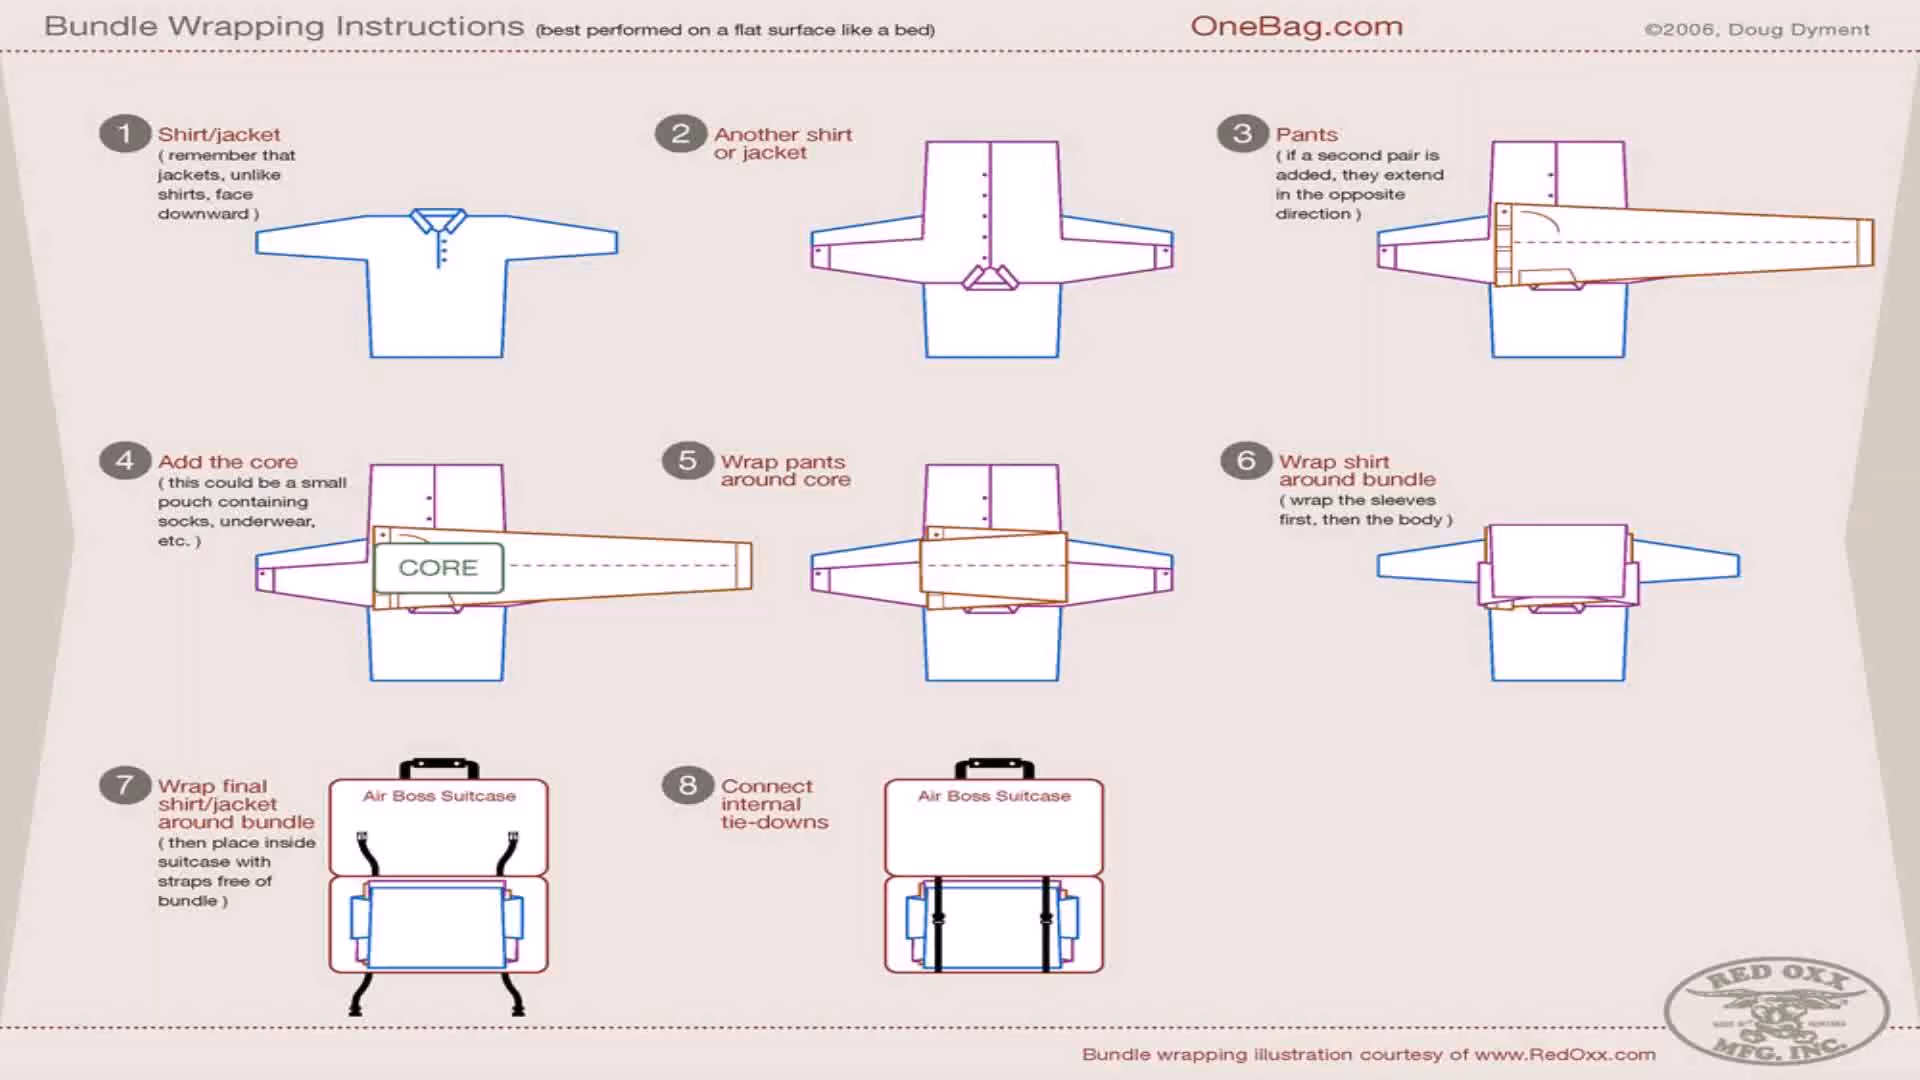 Bundle Wrapping Instructions (best performed on a flat surface like a bed)
OneBag.com
©2006, Doug Dyment
1 Shirt/jacket
( remember that
jackets, unlike
shirts, face
downward )
2 Another shirt
or jacket
3 Pants
( if a second pair is
added, they extend
in the opposite
direction )
4 Add the core
( this could be a small
pouch containing
socks, underwear,
etc. )
CORE
5 Wrap pants
around core
6 Wrap shirt
around bundle
( wrap the sleeves
first, then the body )
7 Wrap final
shirt/jacket
around bundle
( then place inside
suitcase with
straps free of
bundle )
Air Boss Suitcase
8 Connect
internal
tie-downs
Air Boss Suitcase
RED OXX
MFG. INC.
Bundle wrapping illustration courtesy of www.RedOxx.com